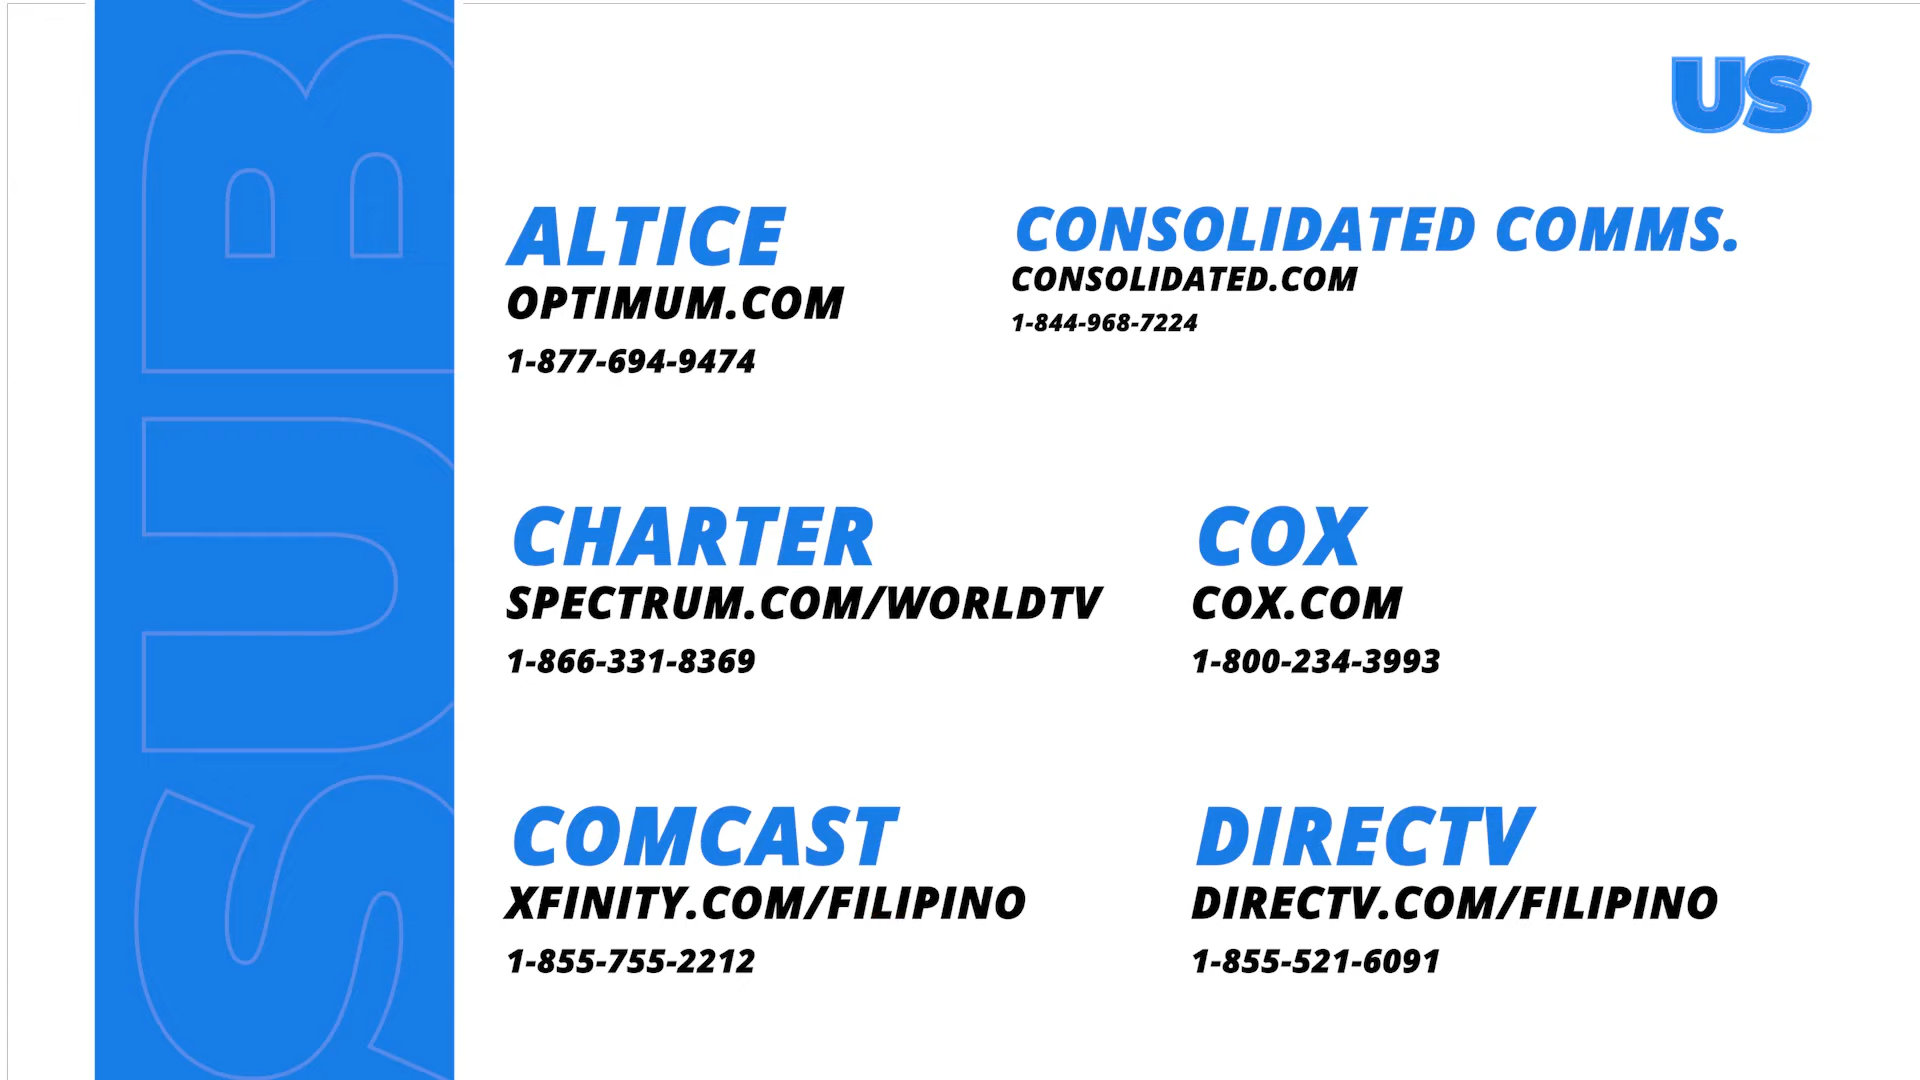 US
ALTICE
OPTIMUM.COM
1-877-694-9474
CONSOLIDATED COMMS.
CONSOLIDATED.COM
1-844-968-7224
CHARTER
SPECTRUM.COM/WORLDTV
1-866-331-8369
COX
COX.COM
1-800-234-3993
COMCAST
XFINITY.COM/FILIPINO
1-855-755-2212
DIRECTV
DIRECTV.COM/FILIPINO
1-855-521-6091
SUB